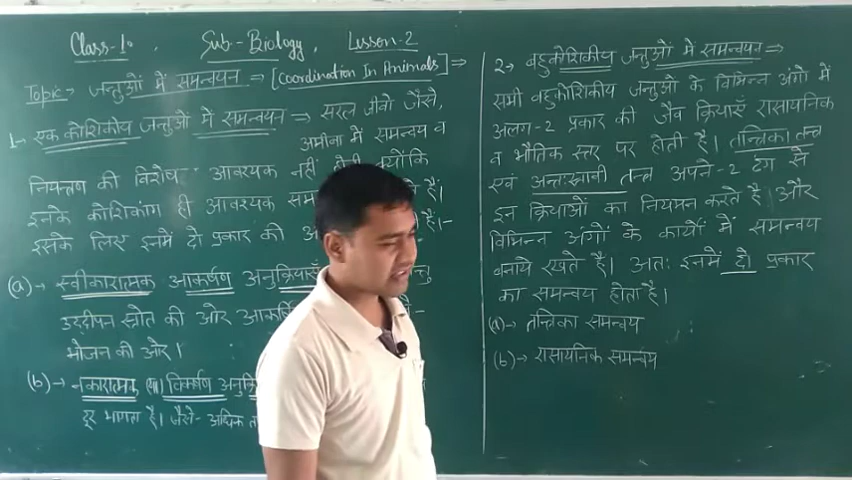 Class-10, Sub-Biology, Lesson-2
Topic- जन्तुओं में समन्वयन ⇒ [Coordination In Animals] ⇒
1→ एक कोशिकीय जन्तुओं में समन्वयन ⇒ सरल जीवों जैसे,
अमीबा में समन्वय व
नियन्त्रण की विशेष आवश्यकता नहीं होती क्योंकि
इनके कोशिकांग ही आवश्यक
इसके लिए इनमें दो प्रकार की है।-
(a)→ स्वीकारात्मक आकर्षण अनुक्रियाएँ
उद्दीपन स्रोत की ओर
भोजन की ओर।
(b)→ नकारात्मक या विकर्षण
दूर भागता है। जैसे- अधिक
2→ बहुकोशिकीय जन्तुओं में समन्वयन ⇒
सभी बहुकोशिकीय जन्तुओं के विभिन्न अंगों में
अलग-2 प्रकार की जैव क्रियाएँ रासायनिक
व भौतिक स्तर पर होती हैं। तन्त्रिका तन्त्र
एवं अन्तःस्रावी तन्त्र अपने-2 ढंग से
इन क्रियाओं का नियमन करते हैं और
विभिन्न अंगों के कार्यों में समन्वय
बनाये रखते हैं। अतः इनमें दो प्रकार
का समन्वय होता है।
(a)→ तन्त्रिका समन्वय
(b)→ रासायनिक समन्वय